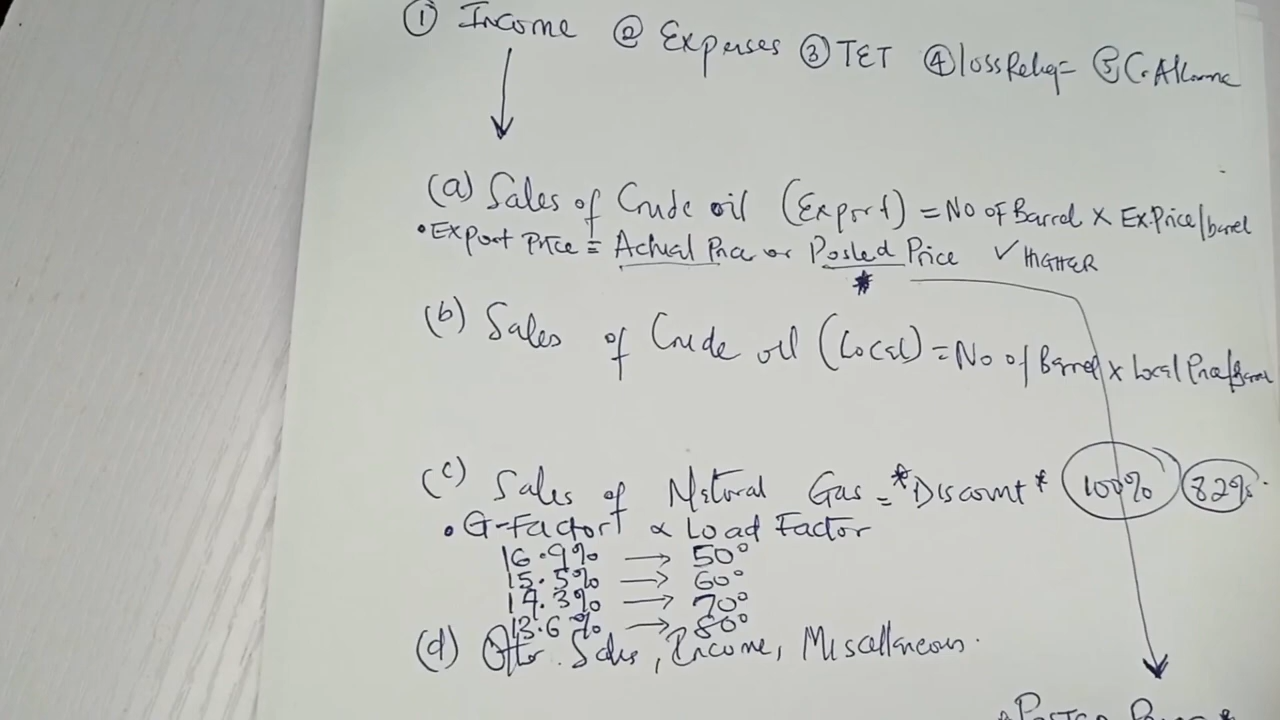 ① Income ② Expenses ③ TET ④ loss Relief= ⑤ C. Allowance
(a) Sales of Crude oil (Export) = No of Barrel × Ex.Price/barrel
• Export Price = Actual Price or Posted Price ✓ HIGHER
*
(b) Sales of Crude oil (Local) = No of Barrel × Local Price/Barrel
(c) Sales of Natural Gas = *Discount* 100% 82%
• G-Factor ∝ Load Factor
16.9% → 50°
15.5% → 60°
14.3% → 70°
13.6% → 80°
(d) Other Sales, Income, Miscellaneous.